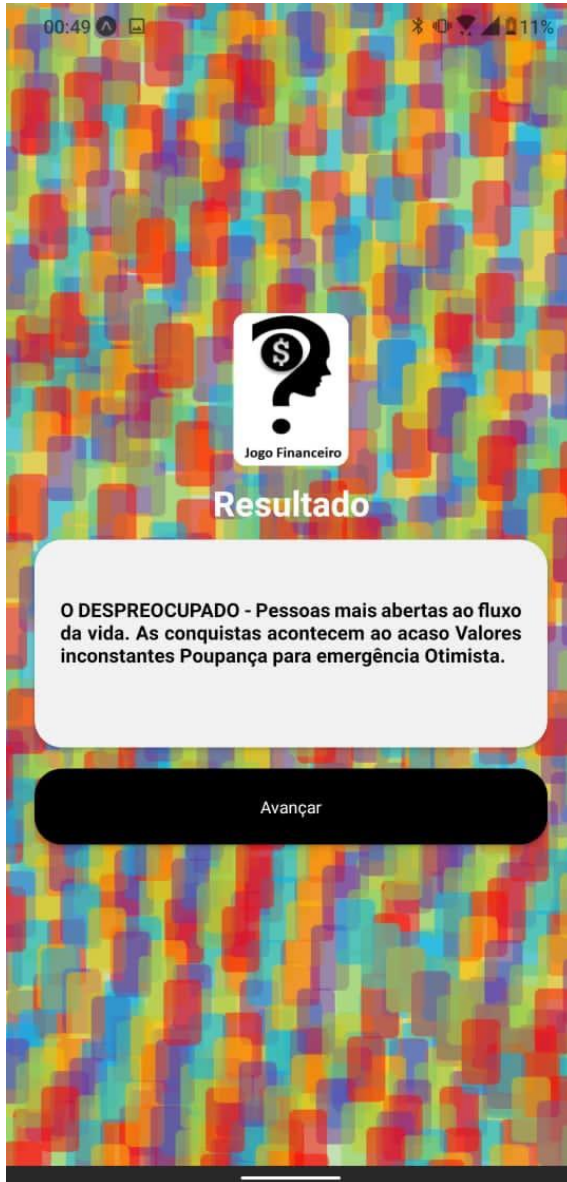 00:49
11%
$
Jogo Financeiro
Resultado
O DESPREOCUPADO - Pessoas mais abertas ao fluxo
da vida. As conquistas acontecem ao acaso Valores
inconstantes Poupança para emergência Otimista.
Avançar